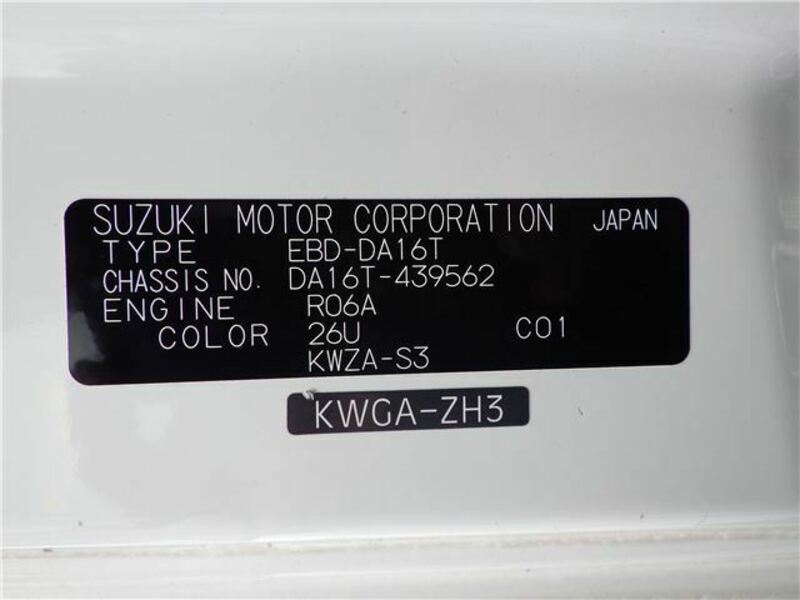 SUZUKI MOTOR CORPORATION JAPAN
TYPE EBD-DA16T
CHASSIS NO. DA16T-439562
ENGINE R06A
COLOR 26U C01
KWZA-S3
KWGA-ZH3